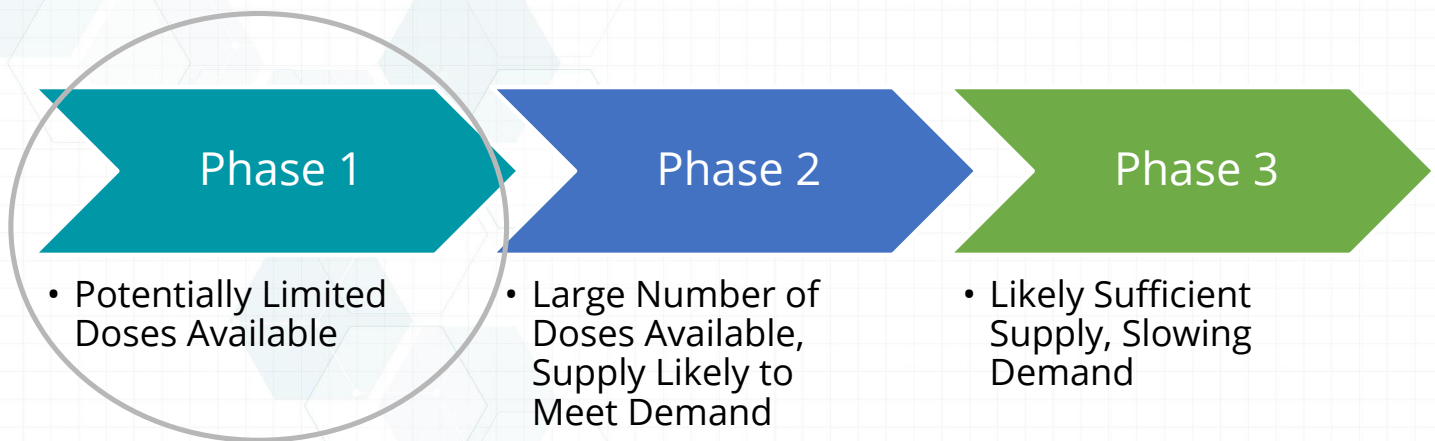 Phase 1
• Potentially Limited
Doses Available
Phase 2
• Large Number of
Doses Available,
Supply Likely to
Meet Demand
Phase 3
• Likely Sufficient
Supply, Slowing
Demand